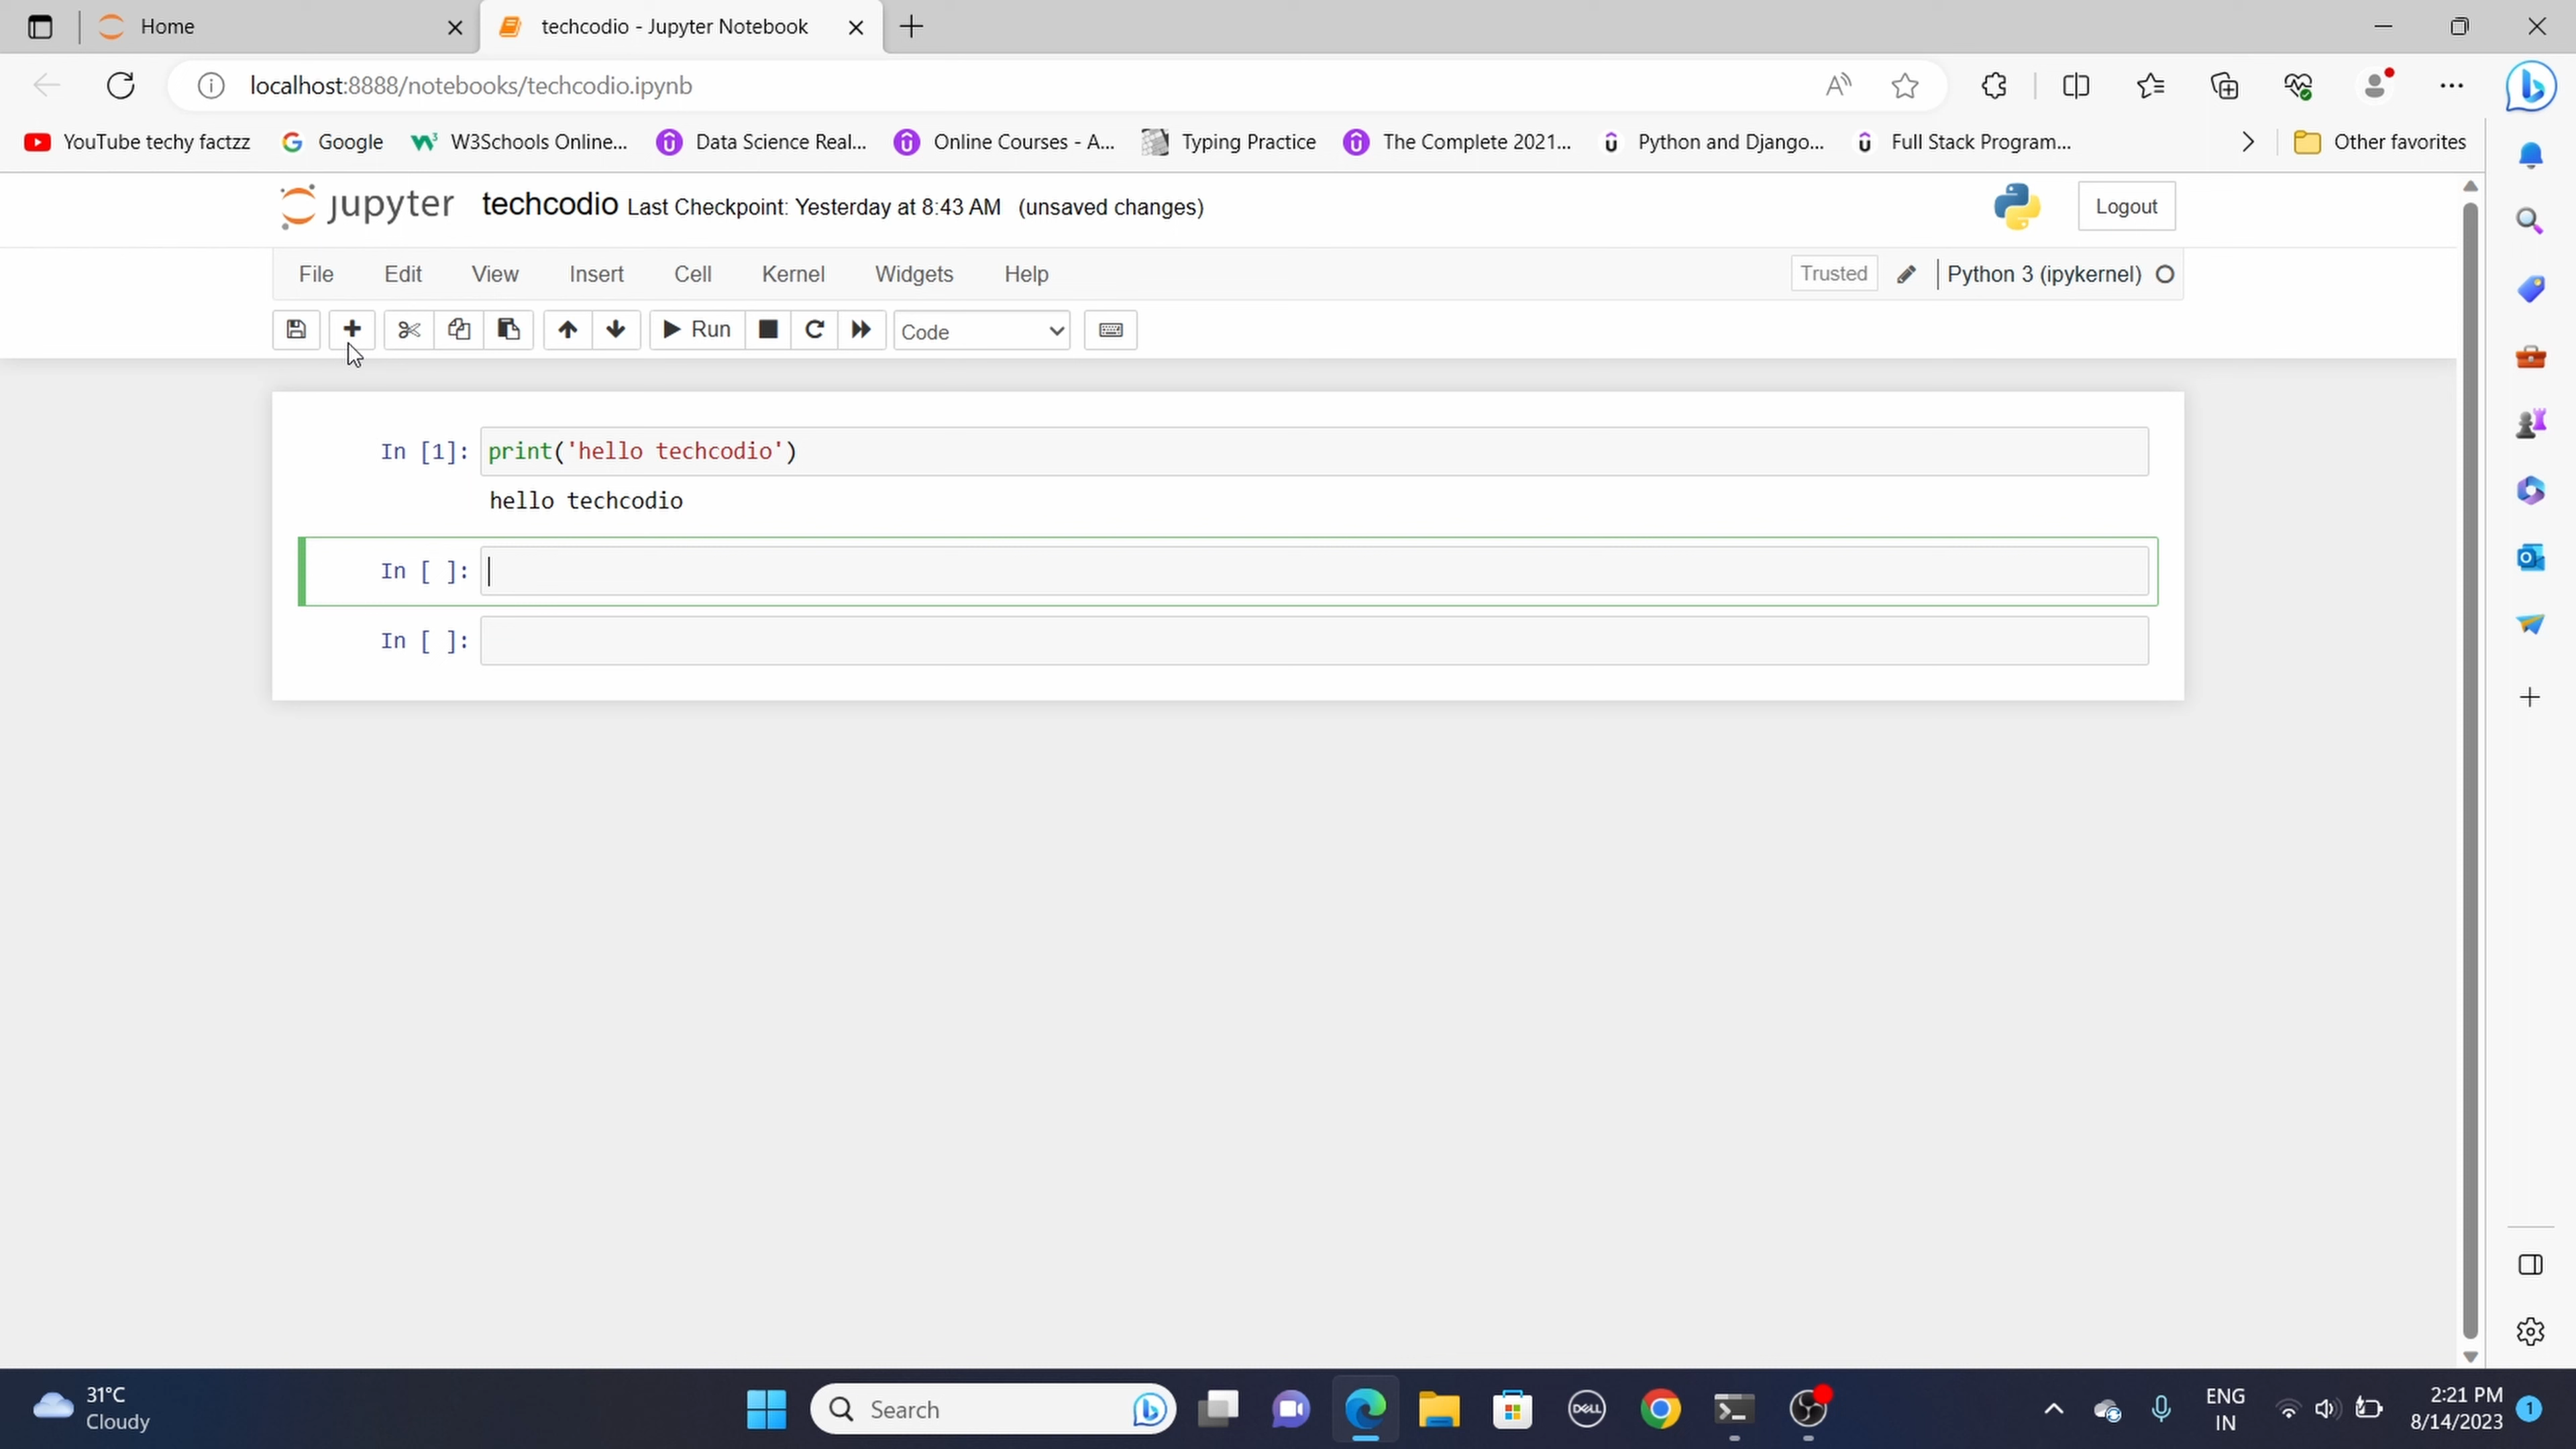 Home
techcodio - Jupyter Notebook
localhost:8888/notebooks/techcodio.ipynb
YouTube techy factzz Google W3Schools Online... Data Science Real... Online Courses - A... Typing Practice The Complete 2021... Python and Django... Full Stack Program... Other favorites
jupyter techcodio Last Checkpoint: Yesterday at 8:43 AM (unsaved changes) Logout
File Edit View Insert Cell Kernel Widgets Help Trusted Python 3 (ipykernel)
Run Code
In [1]: print('hello techcodio')
hello techcodio
In [ ]:
In [ ]:
31°C
Cloudy
Search
DELL
ENG
IN
2:21 PM
8/14/2023
1